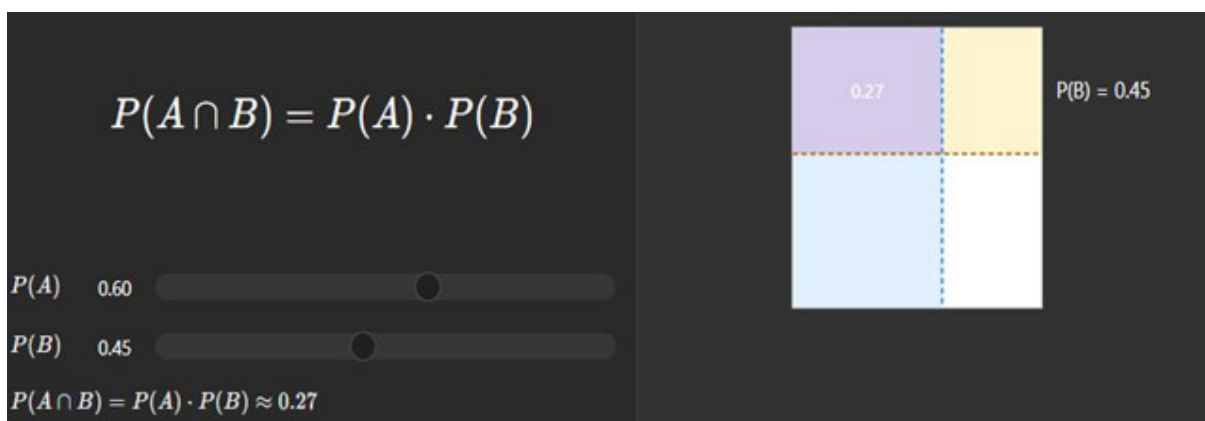 P(A ∩ B) = P(A) · P(B)
P(A) 0.60
P(B) 0.45
P(A ∩ B) = P(A) · P(B) ≈ 0.27
0.27
P(B) = 0.45